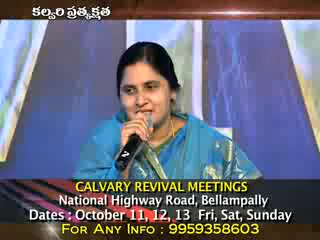 కల్వరి ప్రత్యక్షత
CALVARY REVIVAL MEETINGS
National Highway Road, Bellampally
Dates : October 11, 12, 13 Fri, Sat, Sunday
For Any Info : 9959358603